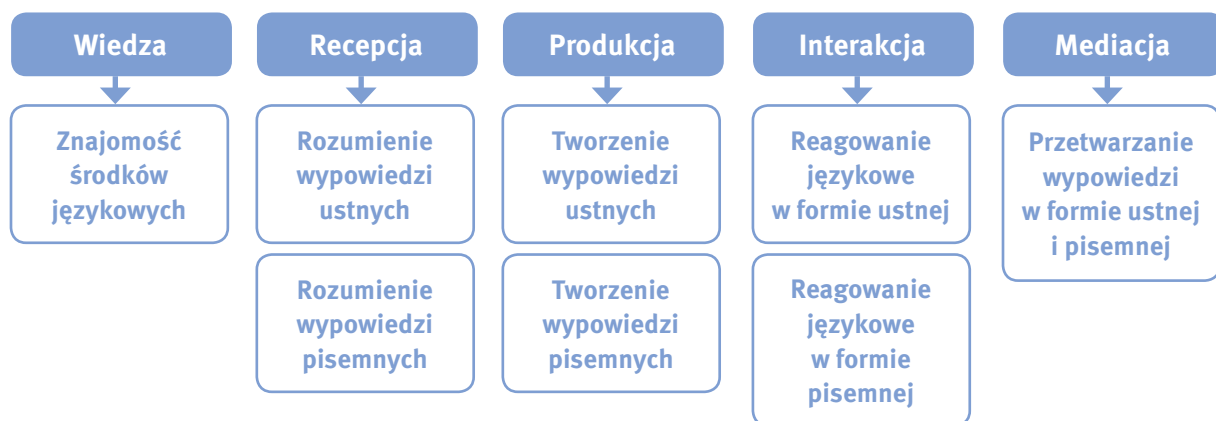 Wiedza
Znajomość
środków
językowych
Recepcja
Rozumienie
wypowiedzi
ustnych
Rozumienie
wypowiedzi
pisemnych
Produkcja
Tworzenie
wypowiedzi
ustnych
Tworzenie
wypowiedzi
pisemnych
Interakcja
Reagowanie
językowe
w formie ustnej
Reagowanie
językowe
w formie
pisemnej
Mediacja
Przetwarzanie
wypowiedzi
w formie ustnej
i pisemnej